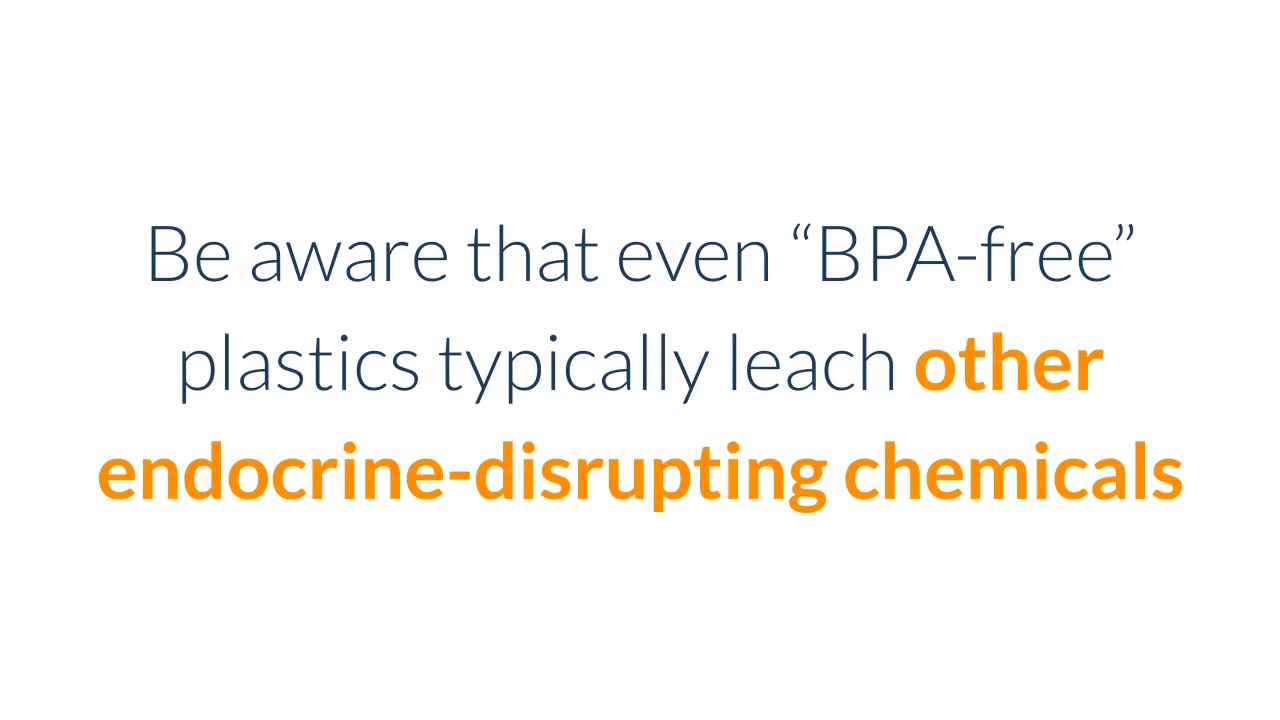 Be aware that even “BPA-free”
plastics typically leach other
endocrine-disrupting chemicals